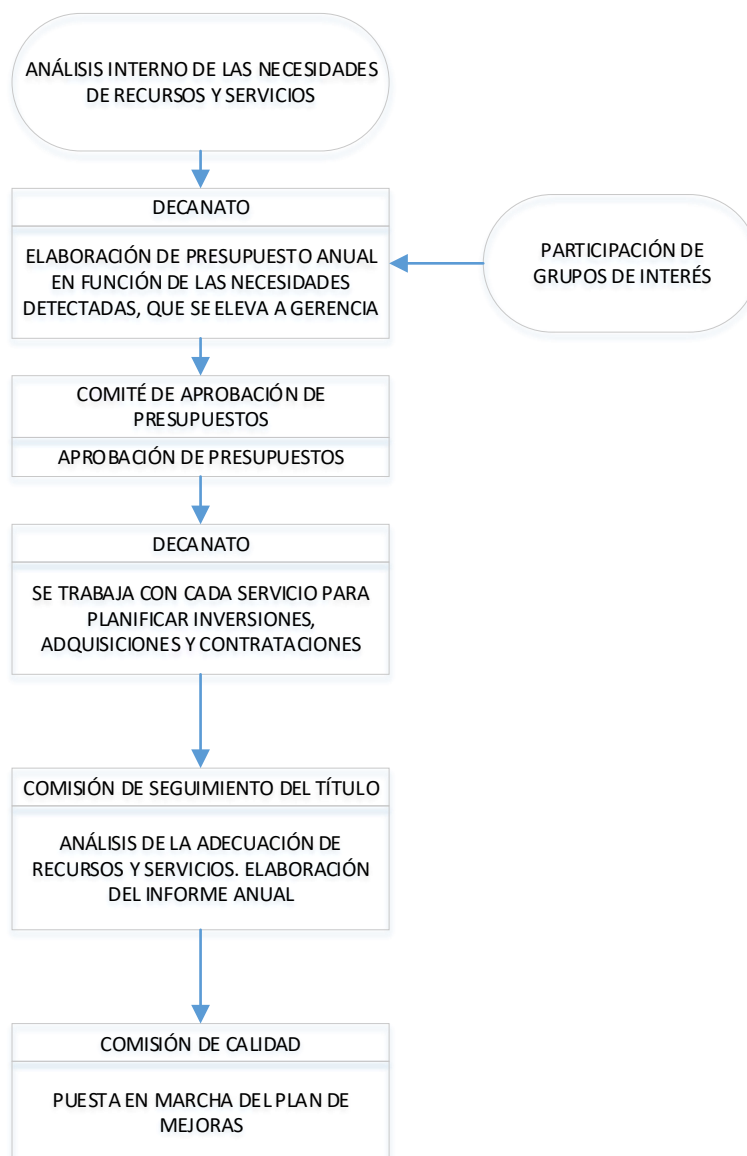 ANÁLISIS INTERNO DE LAS NECESIDADES
DE RECURSOS Y SERVICIOS
DECANATO
ELABORACIÓN DE PRESUPUESTO ANUAL
EN FUNCIÓN DE LAS NECESIDADES
DETECTADAS, QUE SE ELEVA A GERENCIA
PARTICIPACIÓN DE
GRUPOS DE INTERÉS
COMITÉ DE APROBACIÓN DE
PRESUPUESTOS
APROBACIÓN DE PRESUPUESTOS
DECANATO
SE TRABAJA CON CADA SERVICIO PARA
PLANIFICAR INVERSIONES,
ADQUISICIONES Y CONTRATACIONES
COMISIÓN DE SEGUIMIENTO DEL TÍTULO
ANÁLISIS DE LA ADECUACIÓN DE
RECURSOS Y SERVICIOS. ELABORACIÓN
DEL INFORME ANUAL
COMISIÓN DE CALIDAD
PUESTA EN MARCHA DEL PLAN DE
MEJORAS